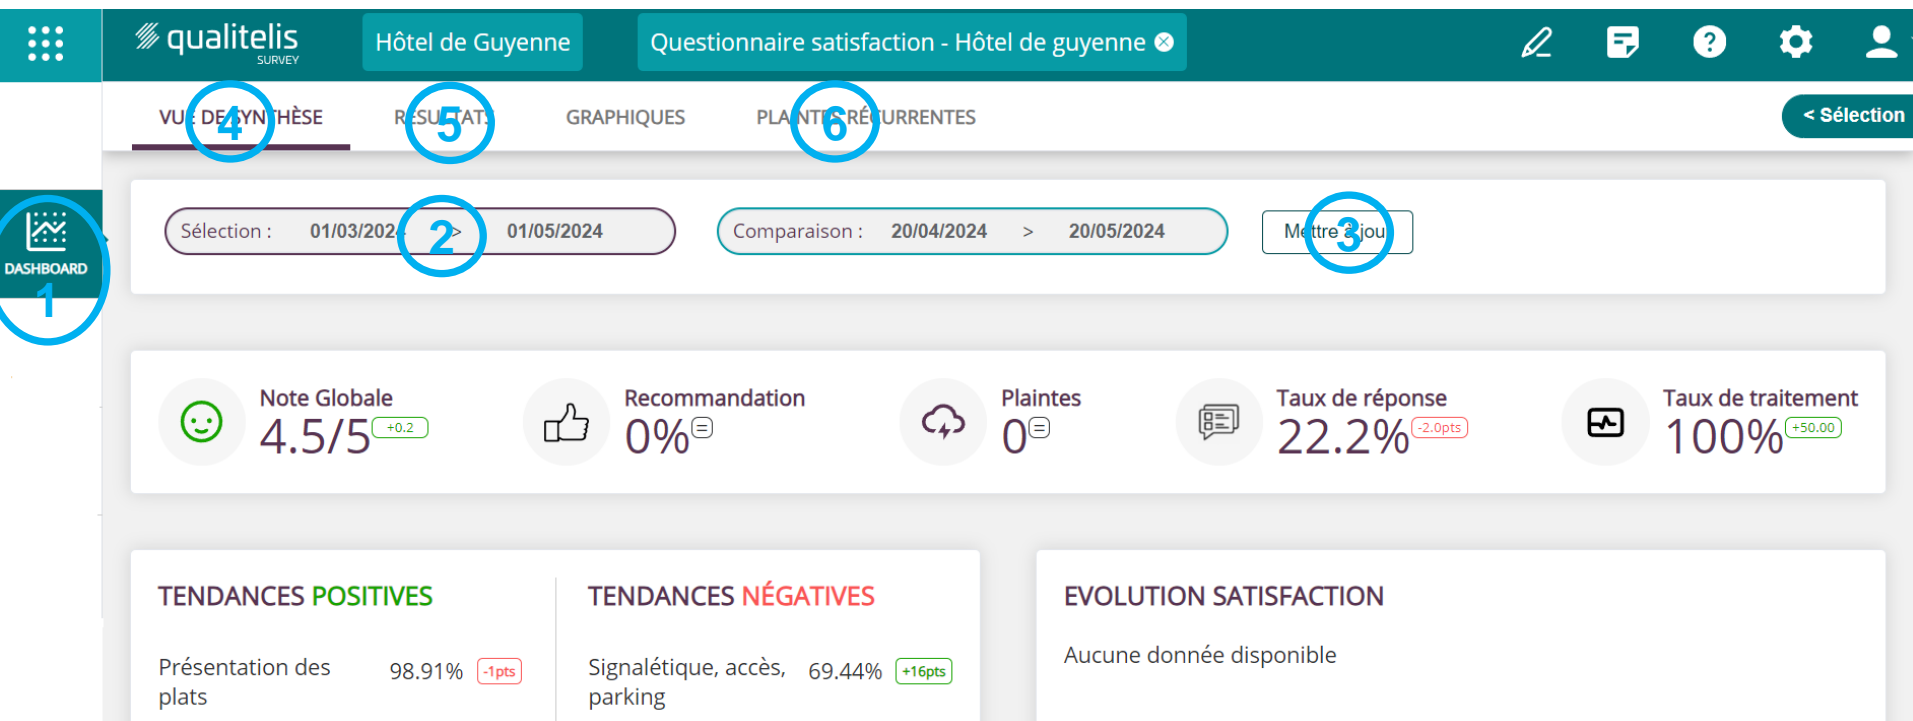 qualitelis
SURVEY
Hôtel de Guyenne
Questionnaire satisfaction - Hôtel de guyenne
VUE DE SYNTHÈSE
4
RÉSULTATS
5
GRAPHIQUES
PLAINTES RÉCURRENTES
6
< Sélection
DASHBOARD
1
Sélection : 01/03/2024 > 01/05/2024
2
Comparaison : 20/04/2024 > 20/05/2024
Mettre à jour
3
Note Globale
4.5/5 +0.2
Recommandation
0% =
Plaintes
0 =
Taux de réponse
22.2% -2.0pts
Taux de traitement
100% +50.00
TENDANCES POSITIVES
Présentation des
plats
98.91% -1pts
TENDANCES NÉGATIVES
Signalétique, accès,
parking
69.44% +16pts
EVOLUTION SATISFACTION
Aucune donnée disponible